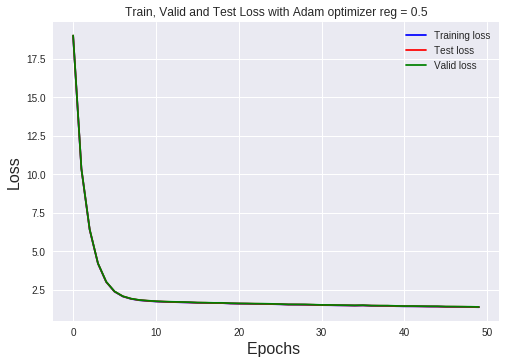 Train, Valid and Test Loss with Adam optimizer reg = 0.5
Training loss
Test loss
Valid loss
Loss
17.5
15.0
12.5
10.0
7.5
5.0
2.5
0 10 20 30 40 50
Epochs